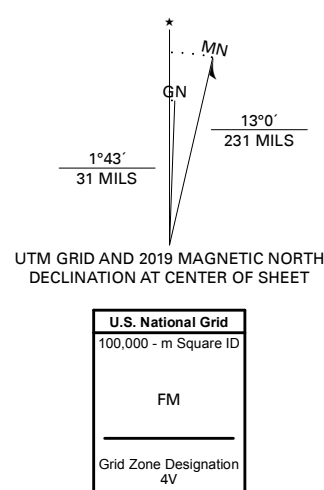 ★
MN
GN
13°0´
231 MILS
1°43´
31 MILS
UTM GRID AND 2019 MAGNETIC NORTH
DECLINATION AT CENTER OF SHEET
U.S. National Grid
100,000 - m Square ID
FM
Grid Zone Designation
4V